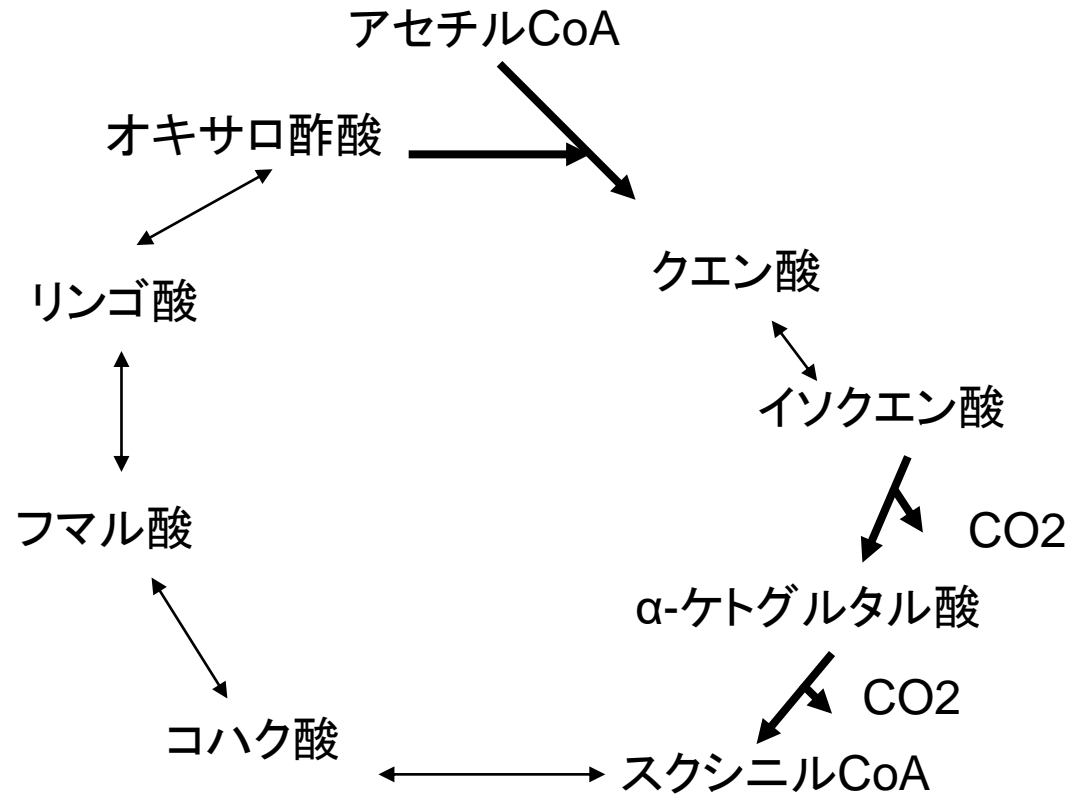 アセチルCoA
オキサロ酢酸
クエン酸
リンゴ酸
イソクエン酸
CO2
フマル酸
α-ケトグルタル酸
CO2
コハク酸
スクシニルCoA